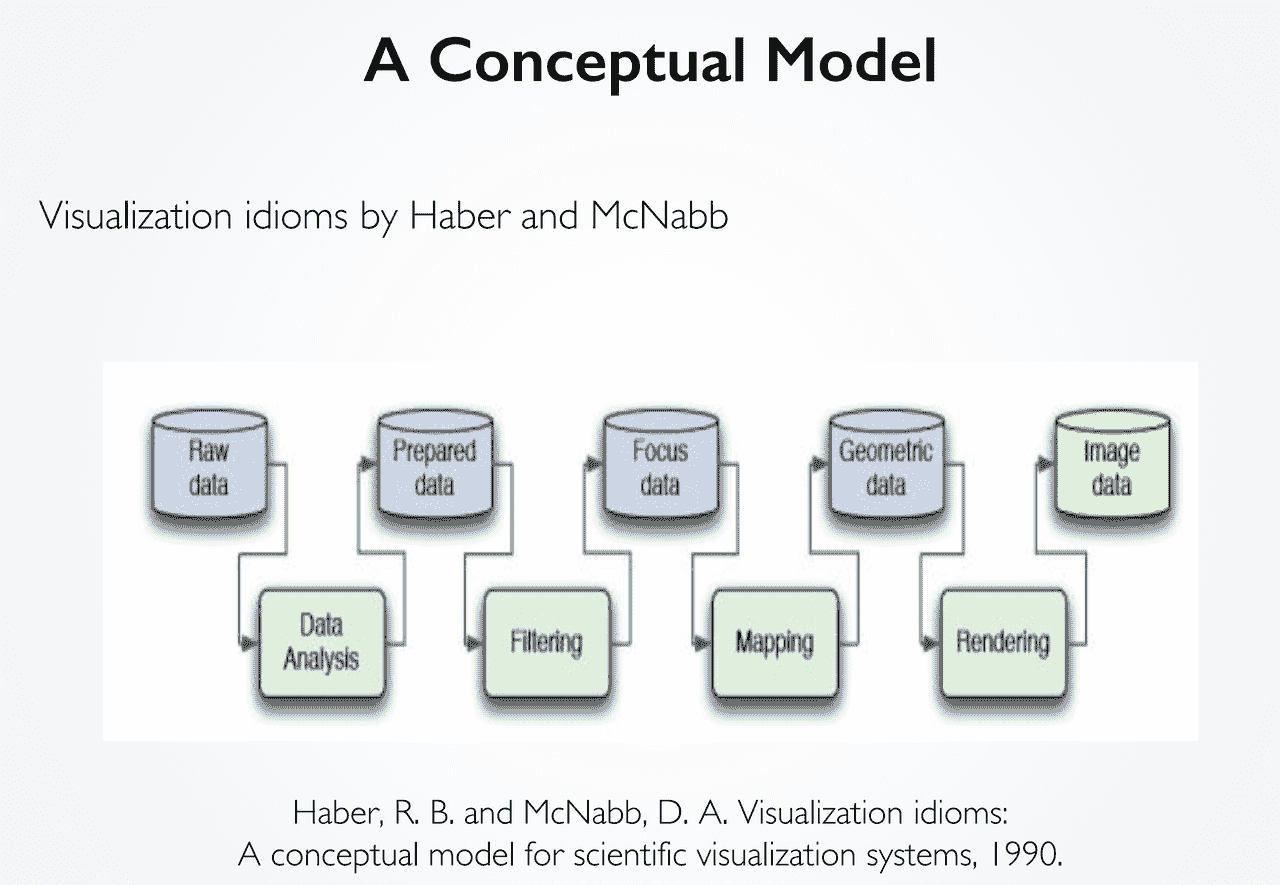 A Conceptual Model
Visualization idioms by Haber and McNabb
Raw
data
Prepared
data
Focus
data
Geometric
data
Image
data
Data
Analysis
Filtering
Mapping
Rendering
Haber, R. B. and McNabb, D. A. Visualization idioms:
A conceptual model for scientific visualization systems, 1990.